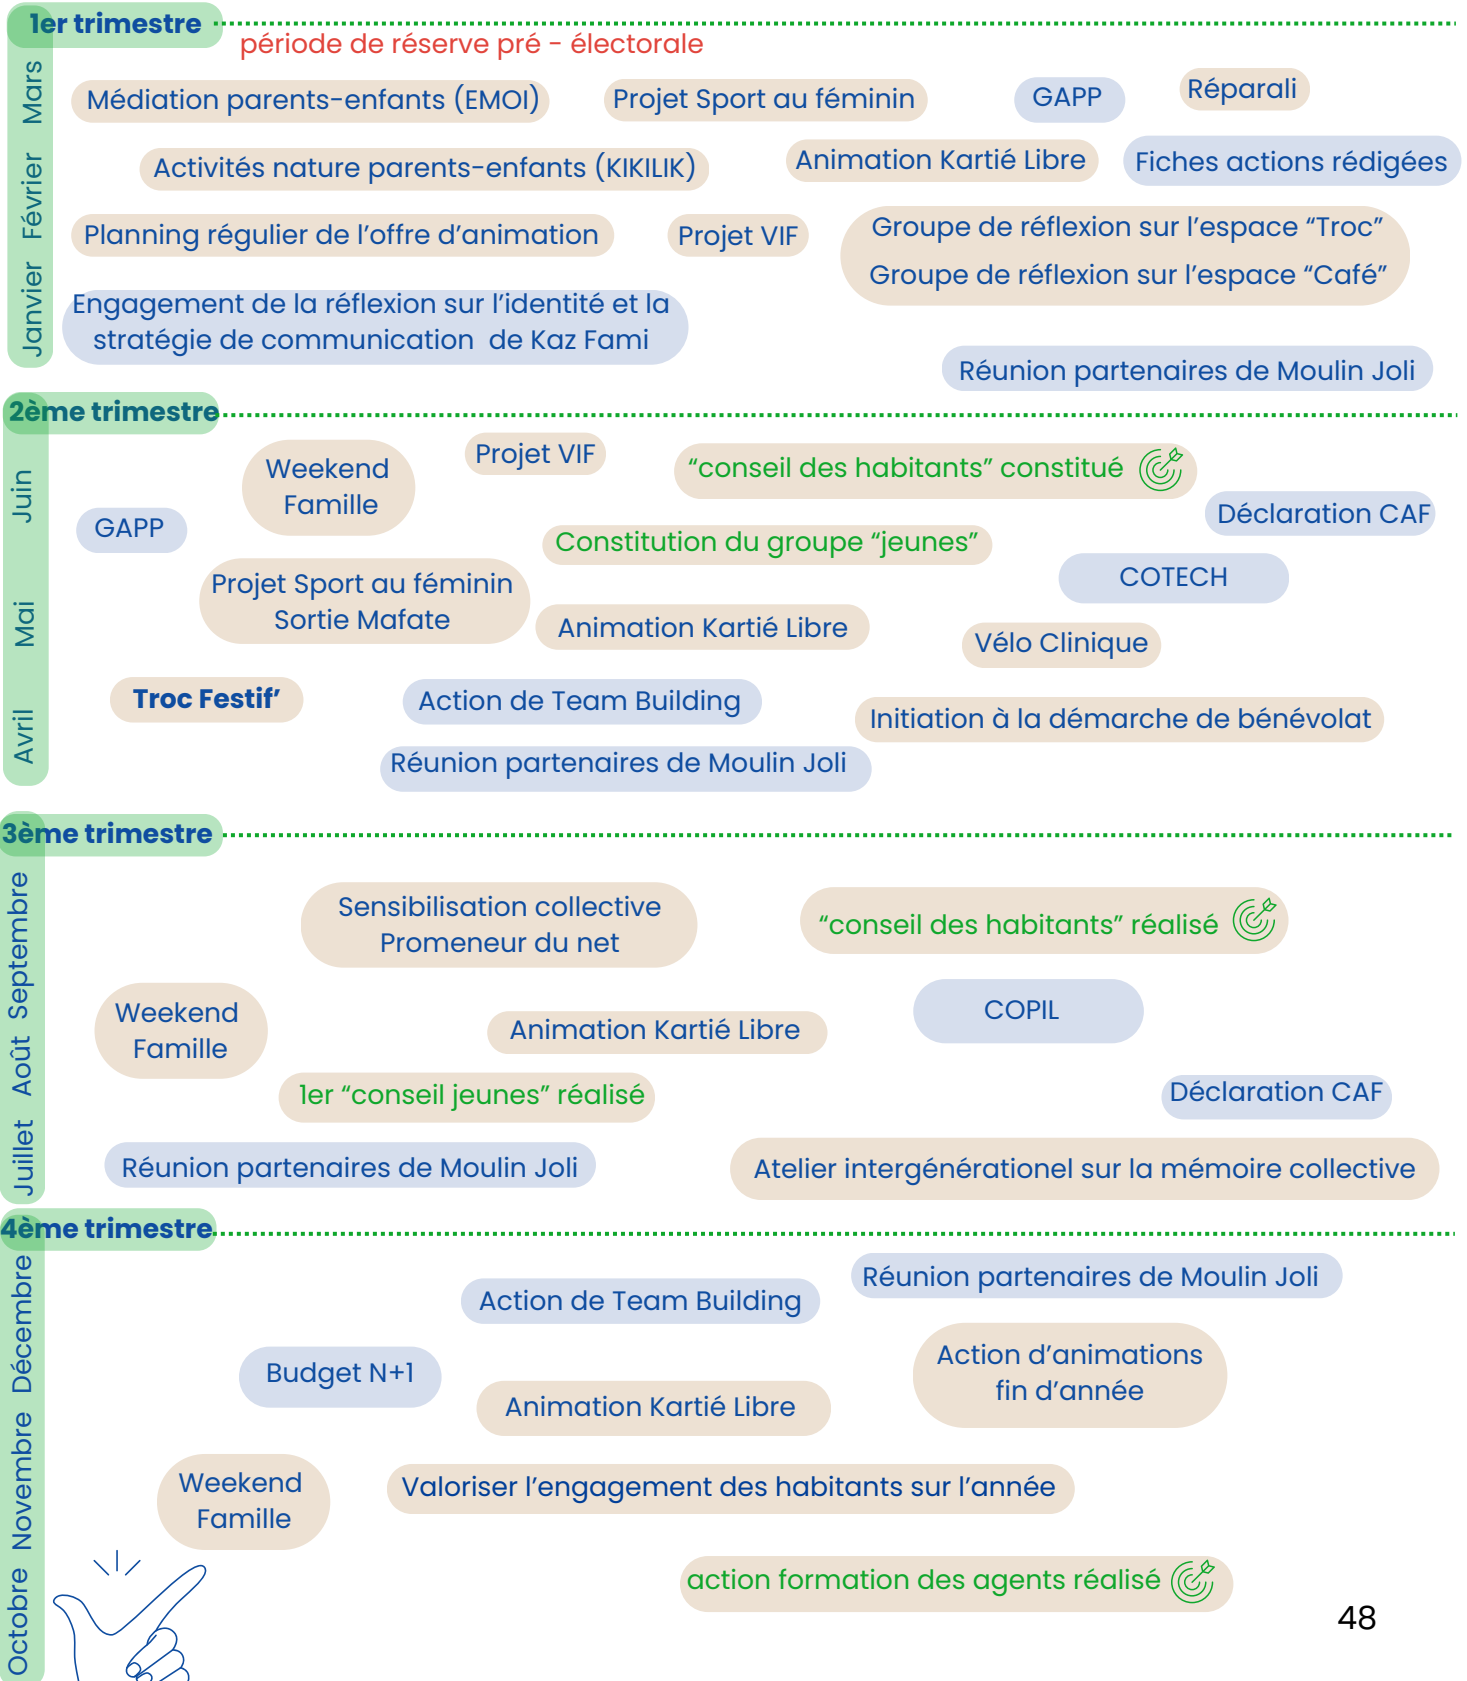 1er trimestre
période de réserve pré - électorale
Mars
Médiation parents-enfants (EMOI)
Projet Sport au féminin
GAPP
Réparali
Février
Activités nature parents-enfants (KIKILIK)
Animation Kartié Libre
Fiches actions rédigées
Planning régulier de l'offre d'animation
Projet VIF
Groupe de réflexion sur l'espace “Troc”
Groupe de réflexion sur l'espace “Café”
Janvier
Engagement de la réflexion sur l'identité et la
stratégie de communication de Kaz Fami
Réunion partenaires de Moulin Joli
2ème trimestre
Juin
Weekend
Famille
Projet VIF
“conseil des habitants” constitué
GAPP
Déclaration CAF
Constitution du groupe “jeunes”
COTECH
Mai
Projet Sport au féminin
Sortie Mafate
Animation Kartié Libre
Vélo Clinique
Avril
Troc Festif’
Action de Team Building
Initiation à la démarche de bénévolat
Réunion partenaires de Moulin Joli
3ème trimestre
Septembre
Sensibilisation collective
Promeneur du net
“conseil des habitants” réalisé
Weekend
Famille
Animation Kartié Libre
COPIL
Août
1er “conseil jeunes” réalisé
Déclaration CAF
Juillet
Réunion partenaires de Moulin Joli
Atelier intergénérationel sur la mémoire collective
4ème trimestre
Décembre
Action de Team Building
Réunion partenaires de Moulin Joli
Budget N+1
Animation Kartié Libre
Action d'animations
fin d'année
Novembre
Weekend
Famille
Valoriser l'engagement des habitants sur l'année
Octobre
action formation des agents réalisé
48